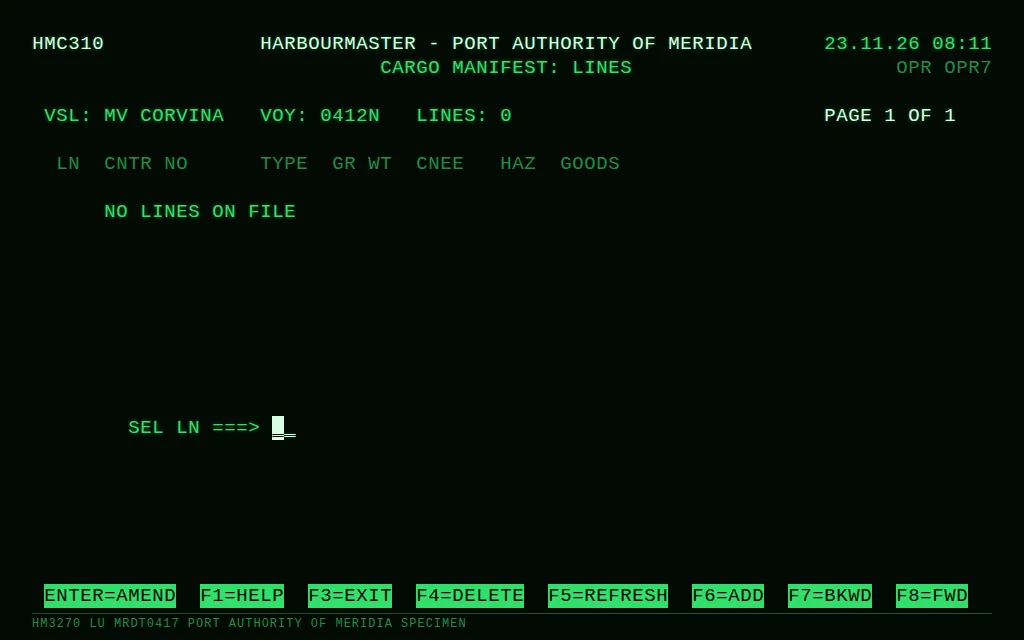 HMC310 HARBOURMASTER - PORT AUTHORITY OF MERIDIA 23.11.26 08:11
CARGO MANIFEST: LINES OPR OPR7
VSL: MV CORVINA VOY: 0412N LINES: 0 PAGE 1 OF 1
LN CNTR NO TYPE GR WT CNEE HAZ GOODS
NO LINES ON FILE
SEL LN ===> __
ENTER=AMEND F1=HELP F3=EXIT F4=DELETE F5=REFRESH F6=ADD F7=BKWD F8=FWD
HM3270 LU MRDT0417 PORT AUTHORITY OF MERIDIA SPECIMEN